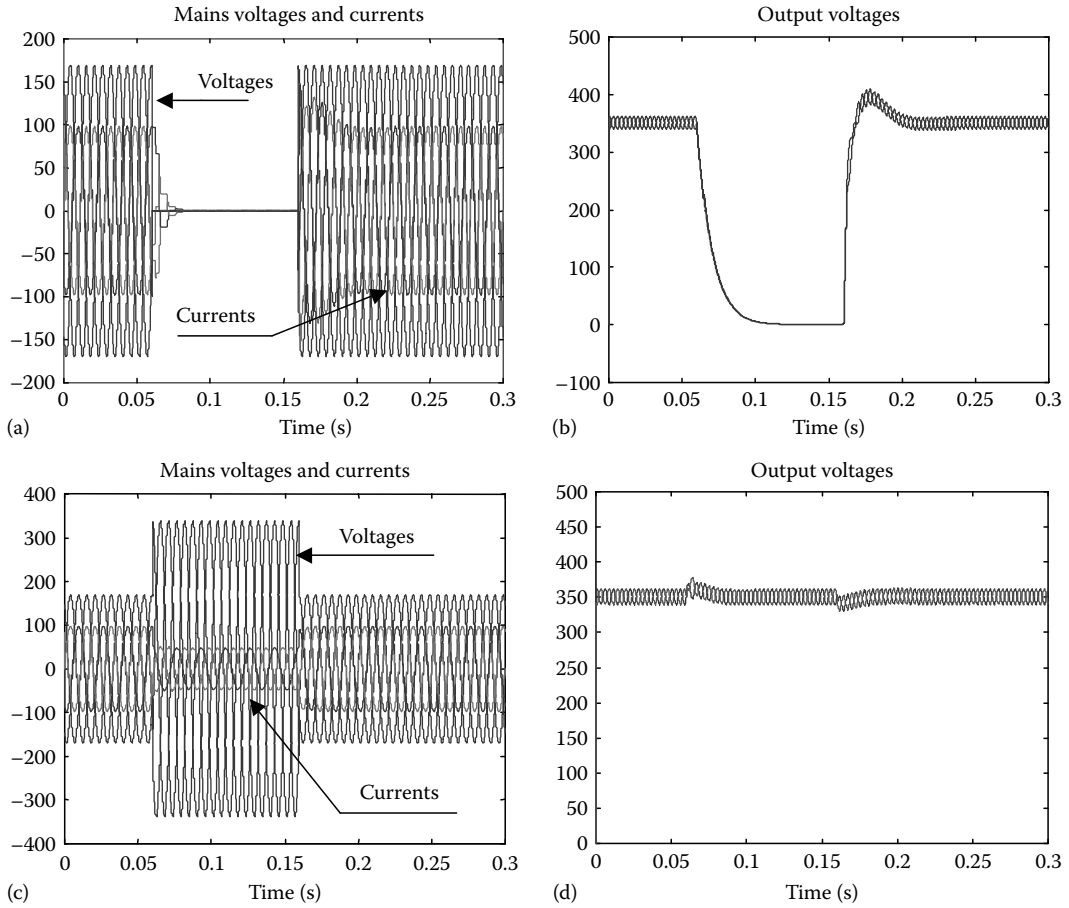 Mains voltages and currents
200
150
100
50
0
−50
−100
−150
−200
Voltages
Currents
0 0.05 0.1 0.15 0.2 0.25 0.3
Time (s)
(a)
Output voltages
500
400
300
200
100
0
−100
0 0.05 0.1 0.15 0.2 0.25 0.3
Time (s)
(b)
Mains voltages and currents
400
300
200
100
0
−100
−200
−300
−400
Voltages
Currents
0 0.05 0.1 0.15 0.2 0.25 0.3
Time (s)
(c)
Output voltages
500
450
400
350
300
250
200
150
100
50
0
0 0.05 0.1 0.15 0.2 0.25 0.3
Time (s)
(d)